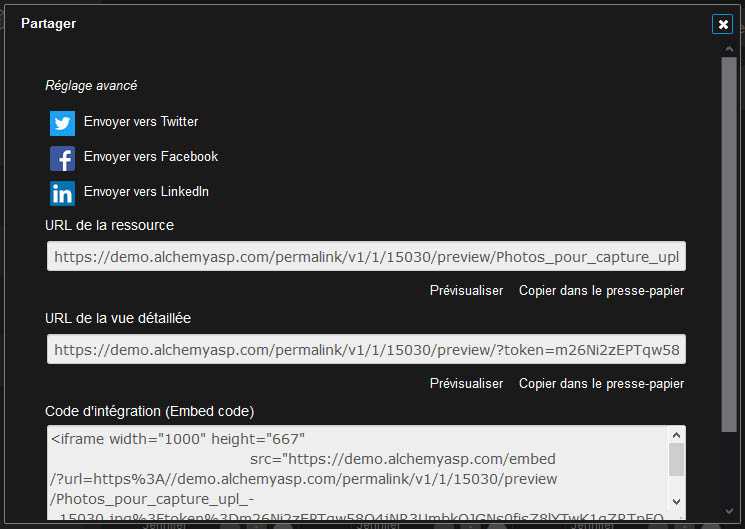 Partager
Réglage avancé
Envoyer vers Twitter
Envoyer vers Facebook
Envoyer vers LinkedIn
URL de la ressource
https://demo.alchemyasp.com/permalink/v1/1/15030/preview/Photos_pour_capture_upl
Prévisualiser Copier dans le presse-papier
URL de la vue détaillée
https://demo.alchemyasp.com/permalink/v1/1/15030/preview/?token=m26Ni2zEPTqw58
Prévisualiser Copier dans le presse-papier
Code d'intégration (Embed code)
<iframe width="1000" height="667"
src="https://demo.alchemyasp.com/embed
/?url=https%3A//demo.alchemyasp.com/permalink/v1/1/15030/preview
/Photos_pour_capture_upl_-